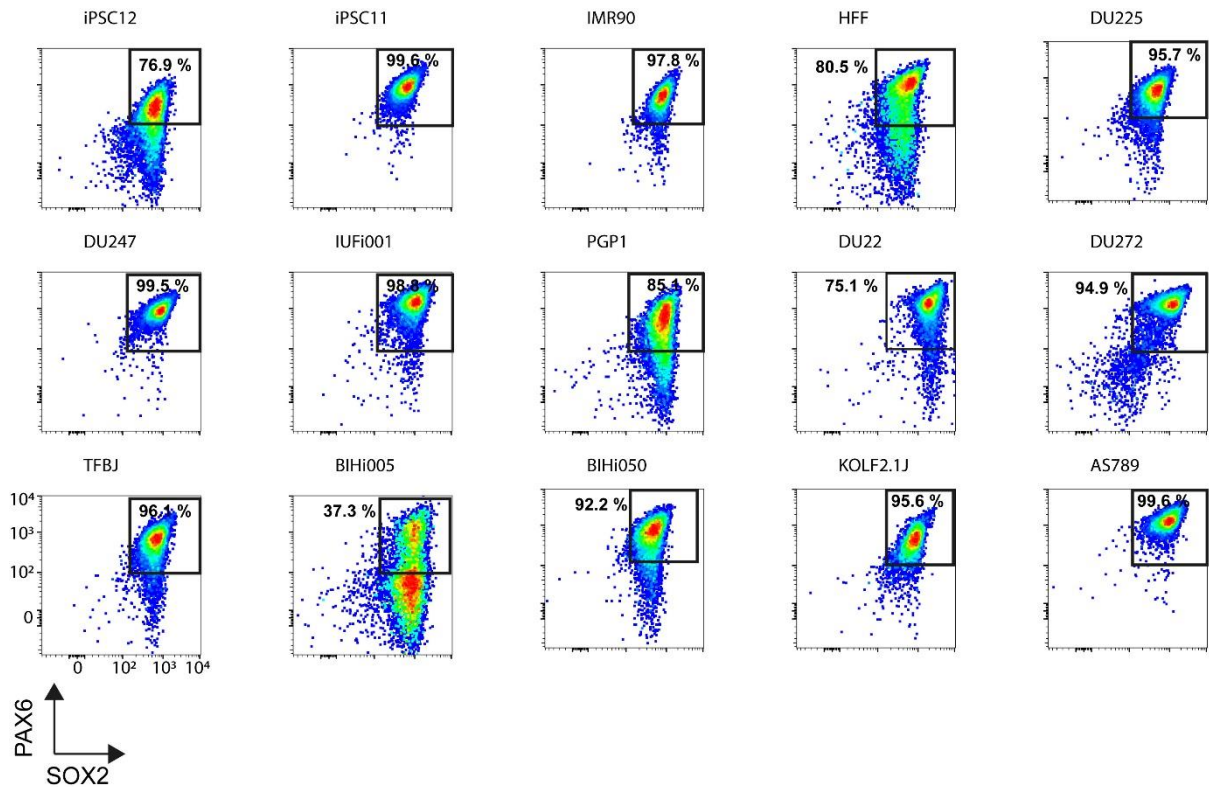 iPSC12 iPSC11 IMR90 HFF DU225
76.9 % 99.6 % 97.8 % 80.5 % 95.7 %
DU247 IUFi001 PGP1 DU22 DU272
99.5 % 98.8 % 85.1 % 75.1 % 94.9 %
TFBJ BIHi005 BIHi050 KOLF2.1J AS789
10⁴
96.1 % 37.3 % 92.2 % 95.6 % 99.6 %
10³
10²
0
0 10² 10³ 10⁴
PAX6
SOX2